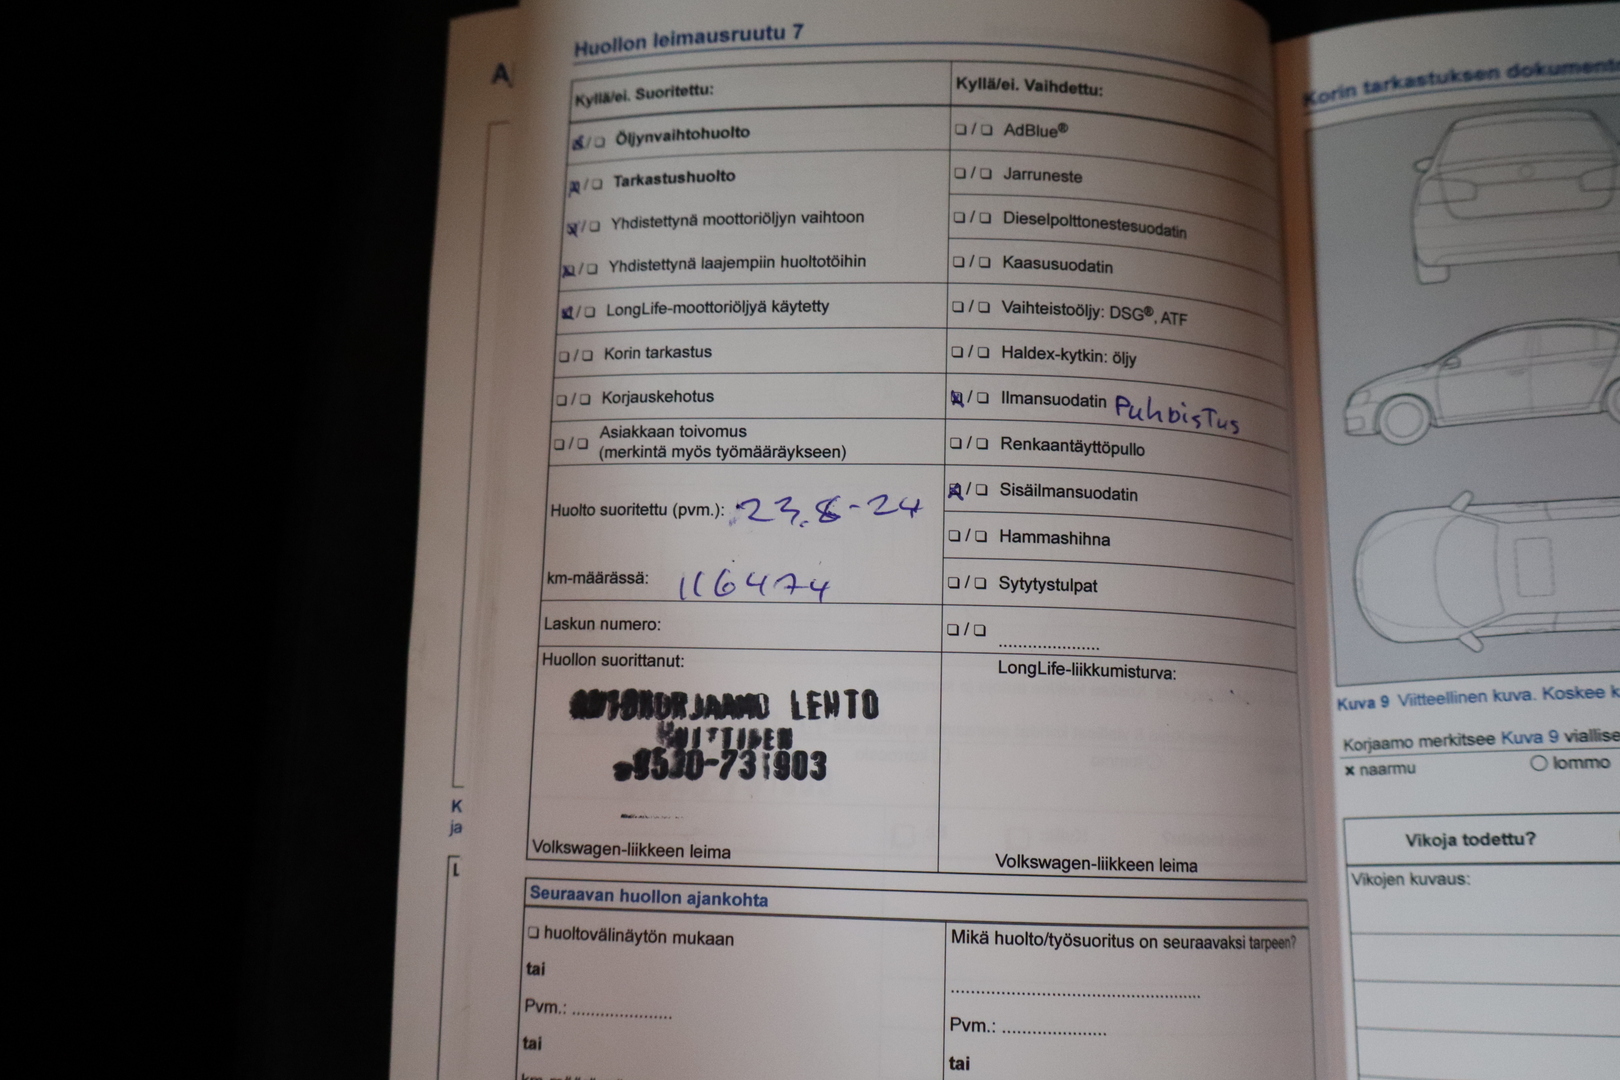 Huollon leimausruutu 7
Kyllä/ei. Suoritettu:
☒/❏ Öljynvaihtohuolto
☒/❏ Tarkastushuolto
☒/❏ Yhdistettynä moottoriöljyn vaihtoon
☒/❏ Yhdistettynä laajempiin huoltotöihin
☒/❏ LongLife-moottoriöljyä käytetty
❏/❏ Korin tarkastus
❏/❏ Korjauskehotus
❏/❏ Asiakkaan toivomus
(merkintä myös työmääräykseen)
Huolto suoritettu (pvm.): 23.8-24
km-määrässä: 116474
Laskun numero:
Huollon suorittanut:
AUTOKORJAAMO LEHTO
Volkswagen-liikkeen leima
Kyllä/ei. Vaihdettu:
❏/❏ AdBlue®
❏/❏ Jarruneste
❏/❏ Dieselpolttonestesuodatin
❏/❏ Kaasusuodatin
❏/❏ Vaihteistoöljy: DSG®, ATF
❏/❏ Haldex-kytkin: öljy
☒/❏ Ilmansuodatin Puhdistus
❏/❏ Renkaantäyttöpullo
☒/❏ Sisäilmansuodatin
❏/❏ Hammashihna
❏/❏ Sytytystulpat
❏/❏ .....................
LongLife-liikkumisturva:
Volkswagen-liikkeen leima
Seuraavan huollon ajankohta
❏ huoltovälinäytön mukaan
tai
Pvm.: .....................
tai
Mikä huolto/työsuoritus on seuraavaksi tarpeen?
..................................................
Pvm.: .....................
tai
Korin tarkastuksen
Kuva 9 Viitteellinen kuva. Koskee
Korjaamo merkitsee Kuva 9
x naarmu
○ lommo
Vikoja todettu?
Vikojen kuvaus:
K
ja